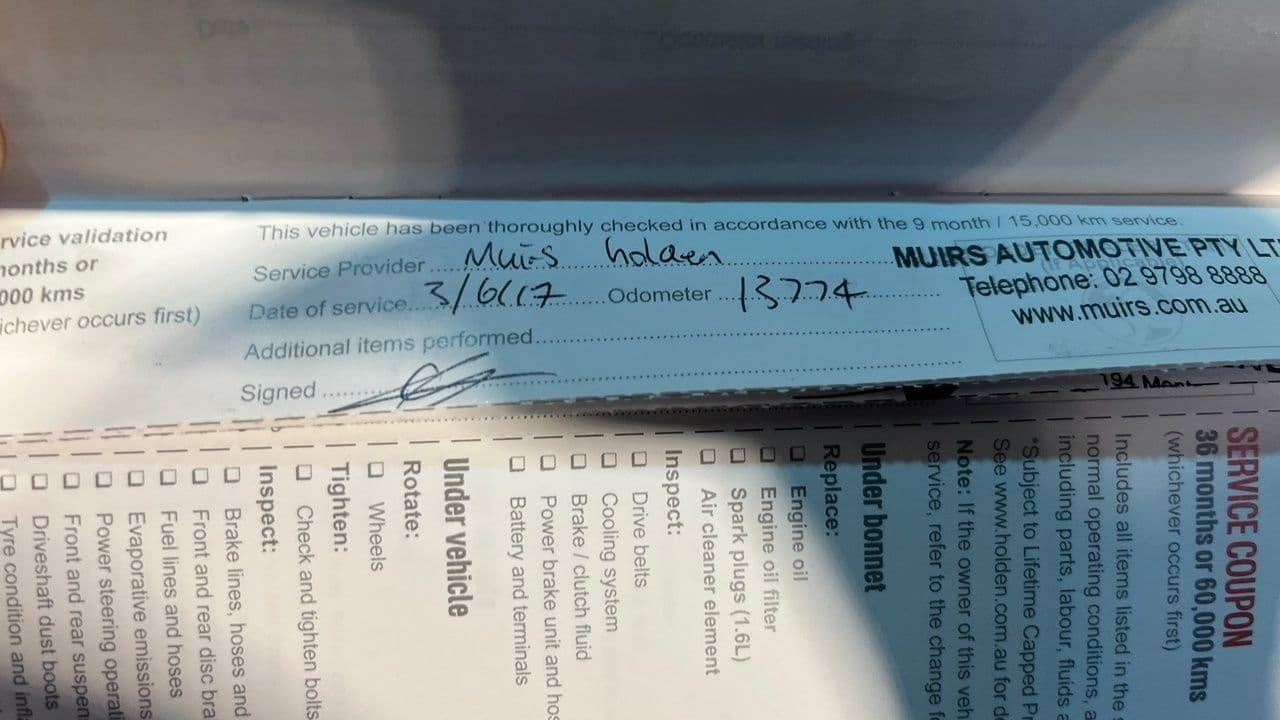 rvice validation
months or
000 kms
ichever occurs first)
This vehicle has been thoroughly checked in accordance with the 9 month / 15,000 km service.
Service Provider Muirs holden
Date of service 3/6/17 Odometer 13774
Additional items performed
Signed
MUIRS AUTOMOTIVE PTY LT
Telephone: 02 9798 8888
www.muirs.com.au
194
SERVICE COUPON
36 months or 60,000 kms
(whichever occurs first)
Includes all items listed in the
normal operating conditions, a
including parts, labour, fluids a
*Subject to Lifetime Capped Pr
See www.holden.com.au for d
Note: If the owner of this veh
service, refer to the change f
Under bonnet
Replace:
❏ Engine oil
❏ Engine oil filter
❏ Spark plugs (1.6L)
❏ Air cleaner element
Inspect:
❏ Drive belts
❏ Cooling system
❏ Brake / clutch fluid
❏ Power brake unit and hos
❏ Battery and terminals
Under vehicle
Rotate:
❏ Wheels
Tighten:
❏ Check and tighten bolts
Inspect:
❏ Brake lines, hoses and
❏ Front and rear disc bra
❏ Fuel lines and hoses
❏ Evaporative emissions
❏ Power steering operati
❏ Front and rear suspen
❏ Driveshaft dust boots
❏ Tyre condition and infl